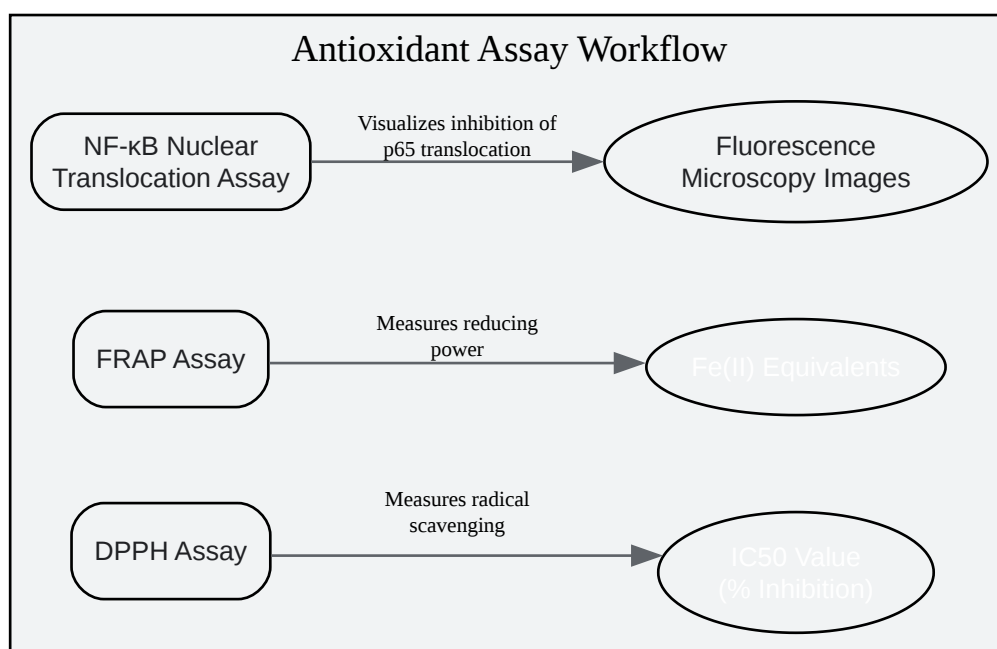 Antioxidant Assay Workflow
NF-κB Nuclear
Translocation Assay
Visualizes inhibition of
p65 translocation
Fluorescence
Microscopy Images
FRAP Assay
Measures reducing
power
Fe(II) Equivalents
DPPH Assay
Measures radical
scavenging
IC50 Value
(% Inhibition)